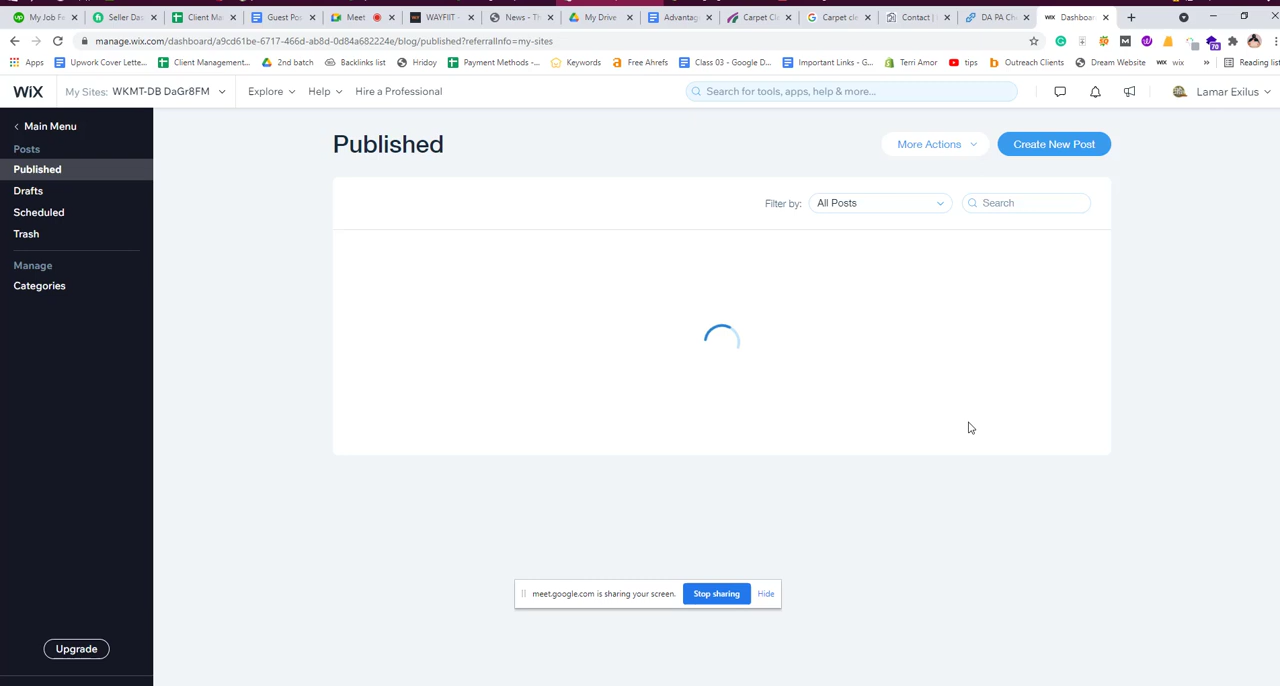 My Job Fe
Seller Das
Client Ma
Guest Pos
Meet
WAYFIIT -
News - Th
My Drive
Advantag
Carpet Cle
Carpet cle
Contact |
DA PA Ch
WiX Dashboar
manage.wix.com/dashboard/a9cd61be-6717-466d-ab8d-0d84a682224e/blog/published?referralInfo=my-sites
Apps
Upwork Cover Lette...
Client Management...
2nd batch
Backlinks list
Hridoy
Payment Methods -...
Keywords
Free Ahrefs
Class 03 - Google D...
Important Links - G...
Terri Amor
tips
Outreach Clients
Dream Website
WiX wix
»
Reading list
WiX
My Sites: WKMT-DB DaGr8FM
Explore
Help
Hire a Professional
Search for tools, apps, help & more...
Lamar Exilus
< Main Menu
Posts
Published
Drafts
Scheduled
Trash
Manage
Categories
Upgrade
Published
More Actions
Create New Post
Filter by:
All Posts
Search
meet.google.com is sharing your screen.
Stop sharing
Hide